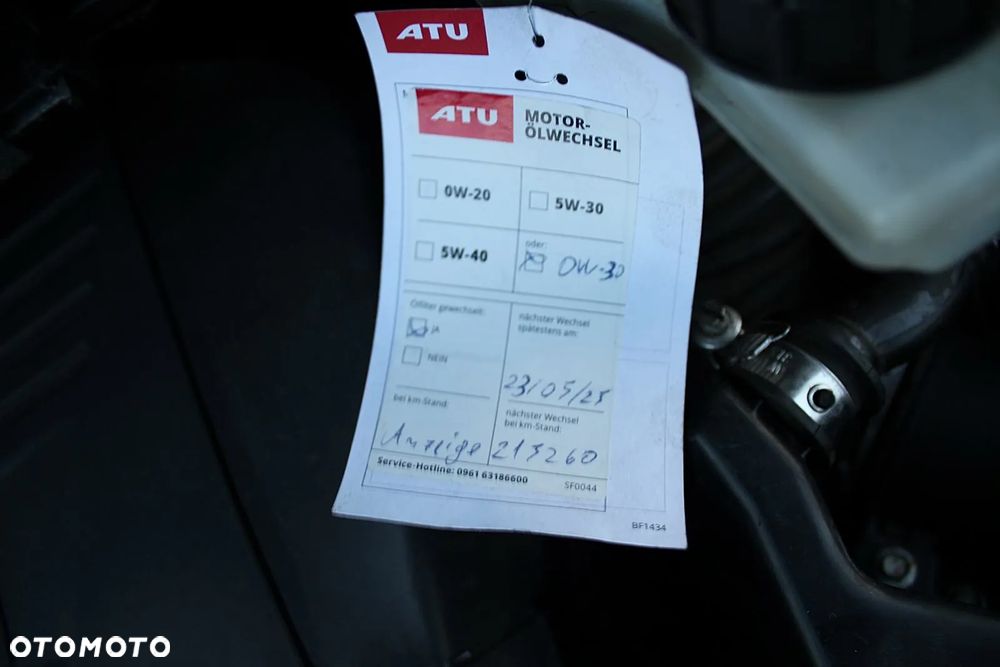 ATU
ATU
MOTOR-
ÖLWECHSEL
0W-20
5W-30
5W-40
oder:
0W-30
Ölfilter gewechselt:
JA
NEIN
nächster Wechsel
spätestens am:
23/05/25
bei km-Stand:
Anzeige
nächster Wechsel
bei km-Stand:
213260
Service-Hotline: 0961 63186600
SF0044
BF1434
OTOMOTO